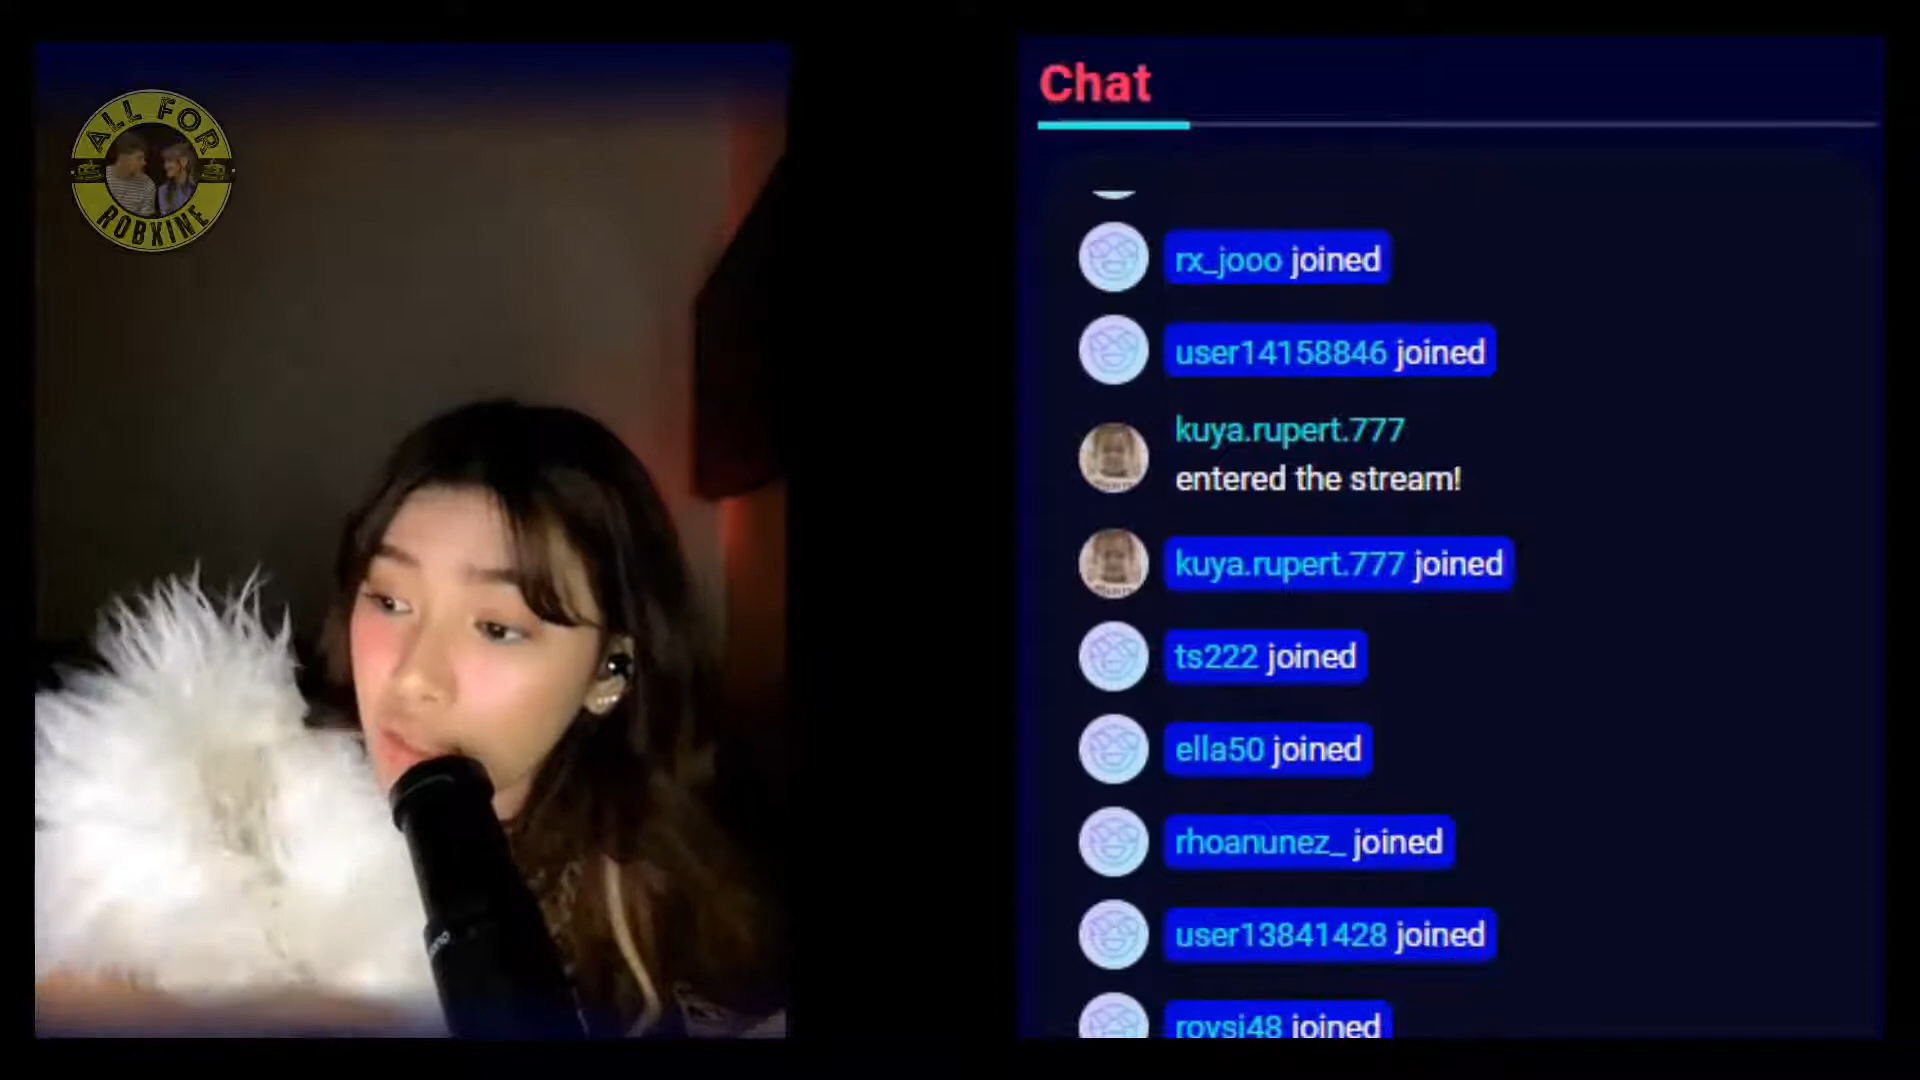 ALL FOR
ROBXINE
Chat
rx_jooo joined
user14158846 joined
kuya.rupert.777
entered the stream!
kuya.rupert.777 joined
ts222 joined
ella50 joined
rhoanunez_ joined
user13841428 joined
roysi48 joined